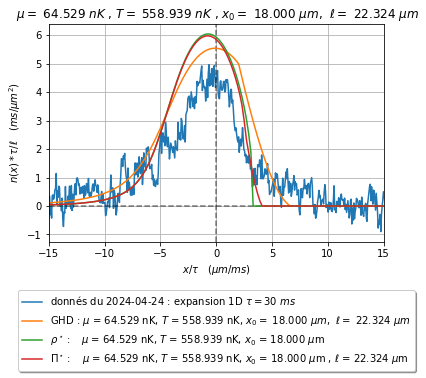 μ = 64.529 nK , T = 558.939 nK , x₀ = 18.000 μm, ℓ = 22.324 μm
n(x) * τ/ℓ (ms/μm²)
6
5
4
3
2
1
0
−1
−15
−10
−5
0
5
10
15
x/τ (μm/ms)
donnés du 2024-04-24 : expansion 1D τ = 30 ms
GHD : μ = 64.529 nK, T = 558.939 nK, x₀ = 18.000 μm, ℓ = 22.324 μm
ρ* : μ = 64.529 nK, T = 558.939 nK, x₀ = 18.000 μm
Π* : μ = 64.529 nK, T = 558.939 nK, x₀ = 18.000 μm , ℓ = 22.324 μm